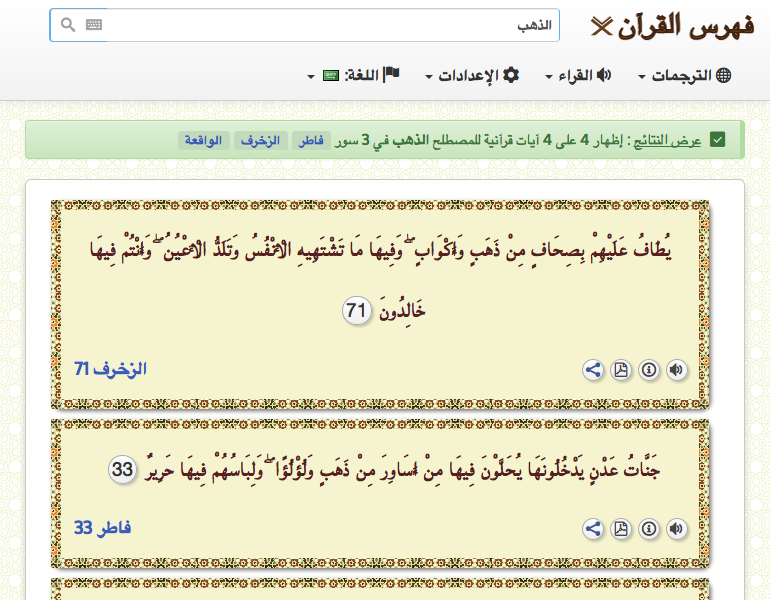 فهرس القرآن
الذهب
الترجمات
القراء
الإعدادات
اللغة:
عرض النتائج : إظهار 4 على 4 آيات قرآنية للمصطلح الذهب في 3 سور فاطر الزخرف الواقعة
يُطَافُ عَلَيْهِمْ بِصِحَافٍ مِنْ ذَهَبٍ وَأَكْوَابٍ ۖ وَفِيهَا مَا تَشْتَهِيهِ الْأَنْفُسُ وَتَلَذُّ الْأَعْيُنُ ۖ وَأَنْتُمْ فِيهَا
خَالِدُونَ 71
الزخرف 71
جَنَّاتُ عَدْنٍ يَدْخُلُونَهَا يُحَلَّوْنَ فِيهَا مِنْ أَسَاوِرَ مِنْ ذَهَبٍ وَلُؤْلُؤًا ۖ وَلِبَاسُهُمْ فِيهَا حَرِيرٌ 33
فاطر 33